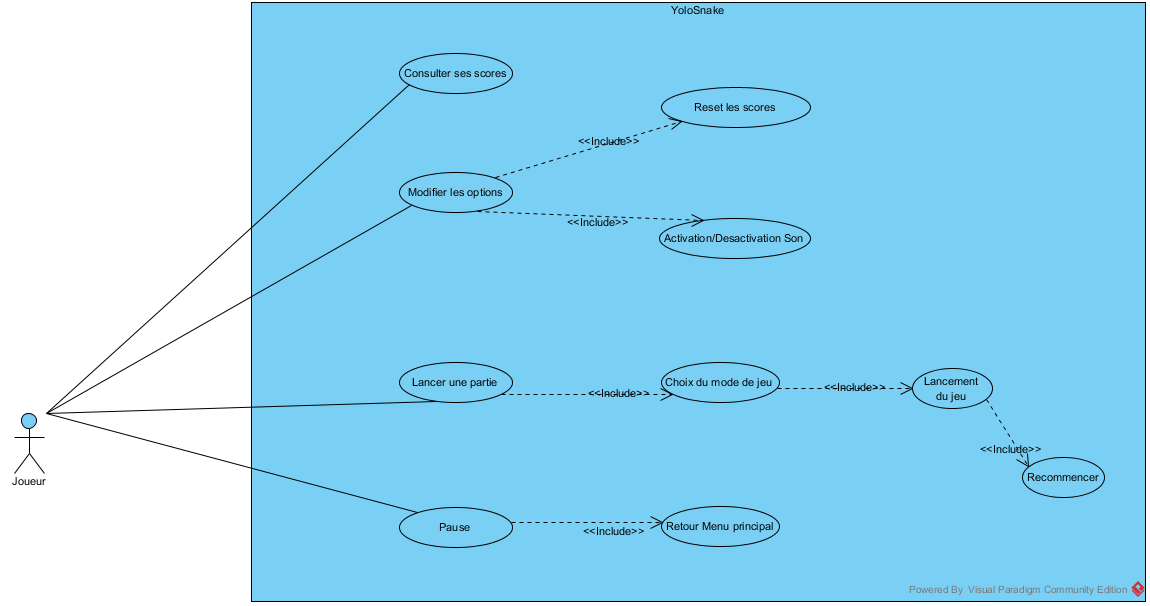 YoloSnake
Consulter ses scores
Reset les scores
<<Include>>
Modifier les options
<<Include>>
Activation/Desactivation Son
Lancer une partie
<<Include>>
Choix du mode de jeu
<<Include>>
Lancement
du jeu
<<Include>>
Recommencer
Joueur
Pause
<<Include>>
Retour Menu principal
Powered By Visual Paradigm Community Edition